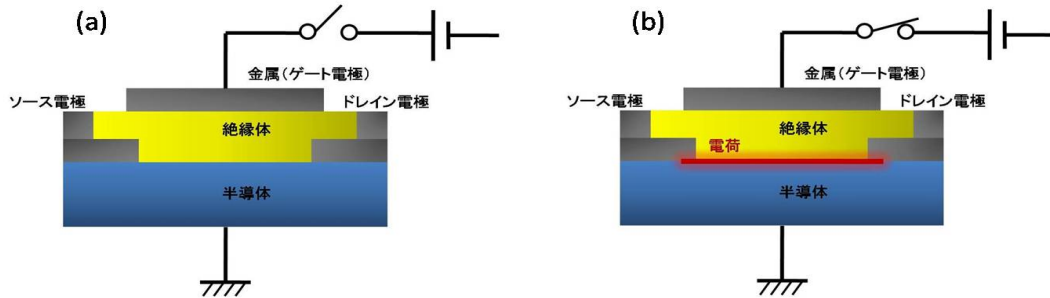 (a)
金属(ゲート電極)
ソース電極
ドレイン電極
絶縁体
半導体
(b)
金属(ゲート電極)
ソース電極
ドレイン電極
絶縁体
電荷
半導体